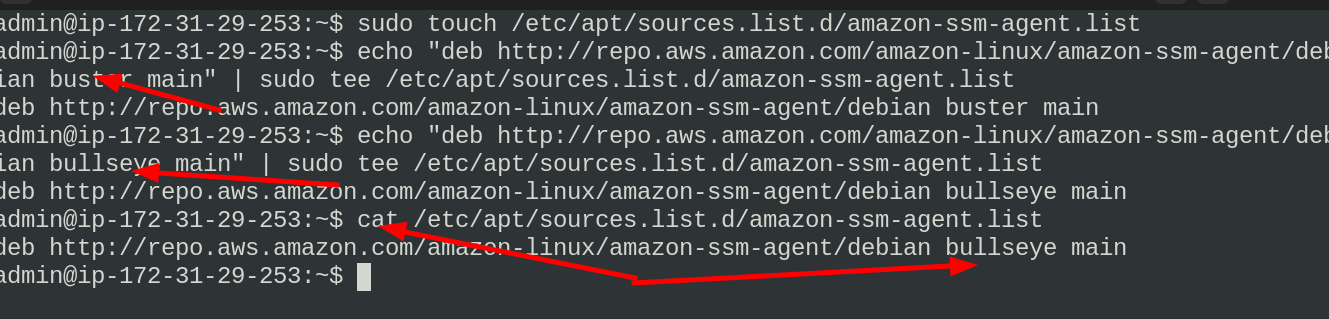 admin@ip-172-31-29-253:~$ sudo touch /etc/apt/sources.list.d/amazon-ssm-agent.list
admin@ip-172-31-29-253:~$ echo "deb http://repo.aws.amazon.com/amazon-linux/amazon-ssm-agent/deb
ian buster main" | sudo tee /etc/apt/sources.list.d/amazon-ssm-agent.list
deb http://repo.aws.amazon.com/amazon-linux/amazon-ssm-agent/debian buster main
admin@ip-172-31-29-253:~$ echo "deb http://repo.aws.amazon.com/amazon-linux/amazon-ssm-agent/deb
ian bullseye main" | sudo tee /etc/apt/sources.list.d/amazon-ssm-agent.list
deb http://repo.aws.amazon.com/amazon-linux/amazon-ssm-agent/debian bullseye main
admin@ip-172-31-29-253:~$ cat /etc/apt/sources.list.d/amazon-ssm-agent.list
deb http://repo.aws.amazon.com/amazon-linux/amazon-ssm-agent/debian bullseye main
admin@ip-172-31-29-253:~$